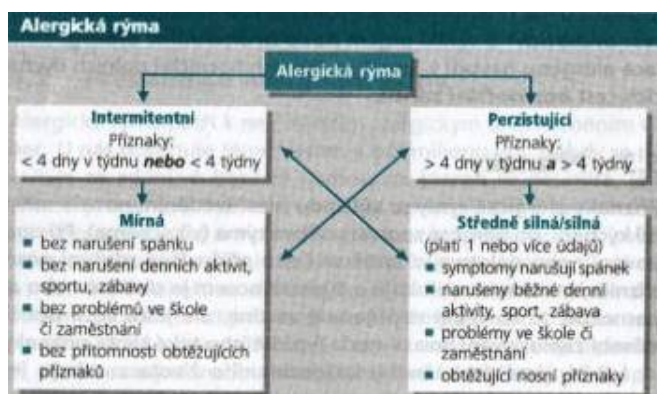 Alergická rýma
Alergická rýma
Intermitentní
Příznaky:
< 4 dny v týdnu nebo < 4 týdny
Perzistující
Příznaky:
> 4 dny v týdnu a > 4 týdny
Mírná
■ bez narušení spánku
■ bez narušení denních aktivit,
sportu, zábavy
■ bez problémů ve škole
či zaměstnání
■ bez přítomnosti obtěžujících
příznaků
Středně silná/silná
(platí 1 nebo více údajů)
■ symptomy narušují spánek
■ narušeny běžné denní
aktivity, sport, zábava
■ problémy ve škole či
zaměstnání
■ obtěžující nosní příznaky